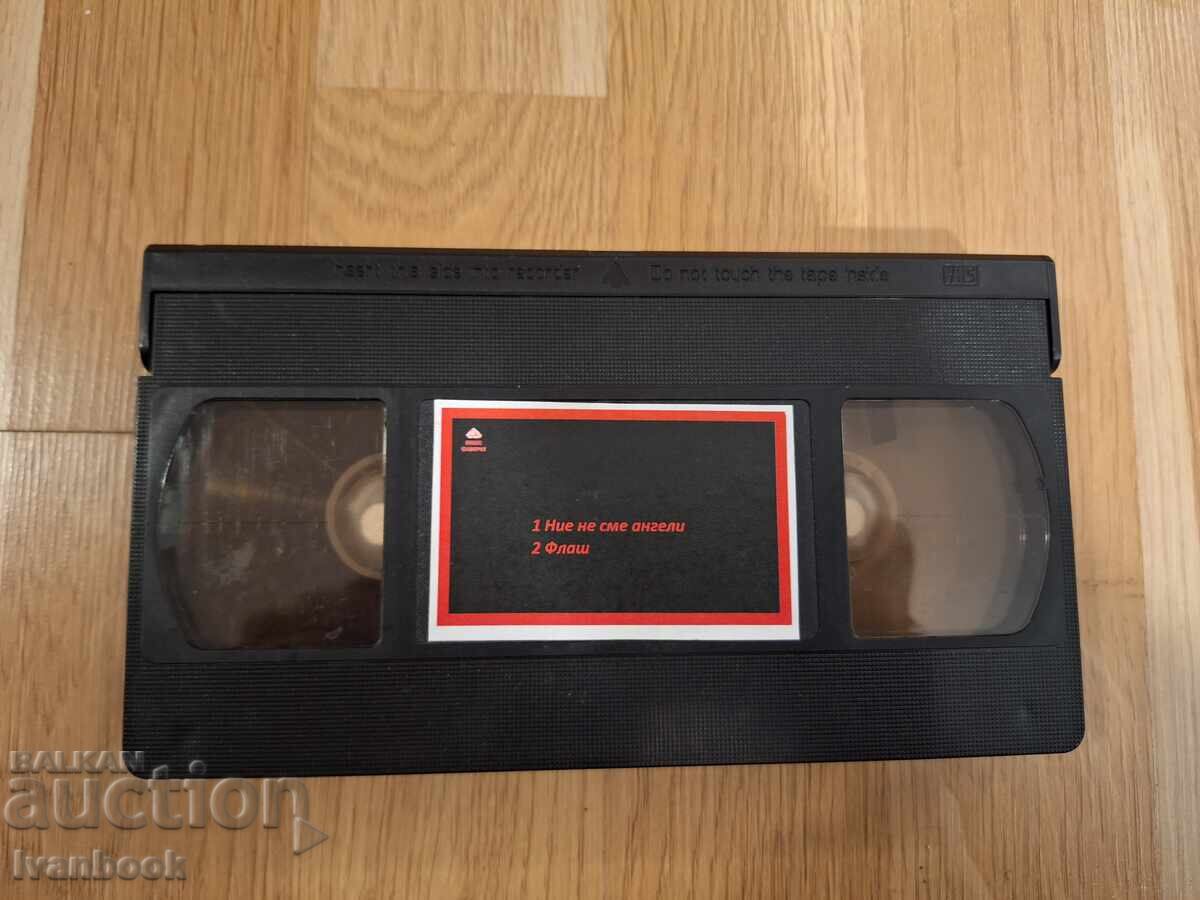 Insert this side into recorder Do not touch the tape inside VHS
1 Ние не сме ангели
2 Флаш
BALKAN
auction
Ivanbook